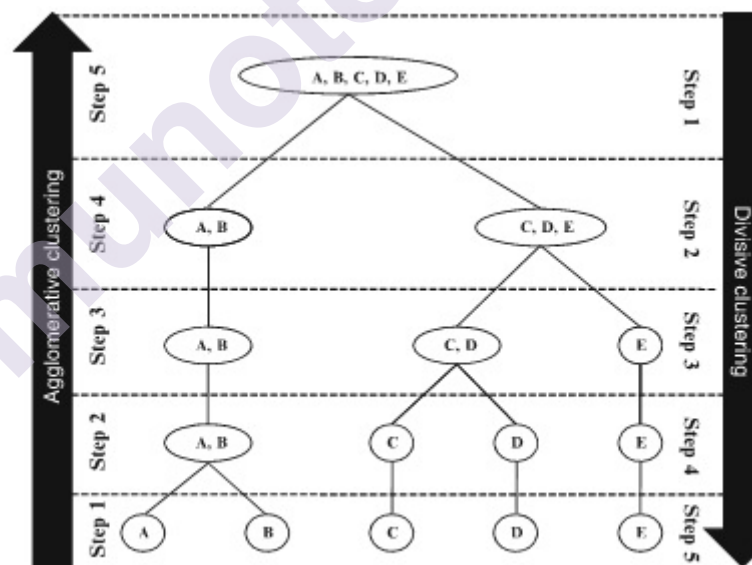 Step 5
A, B, C, D, E
Step 1
Step 4
A, B
C, D, E
Step 2
Step 3
A, B
C, D
E
Step 3
Step 2
A, B
C
D
E
Step 4
Step 1
A
B
C
D
E
Step 5
Agglomerative clustering
Divisive clustering
munote